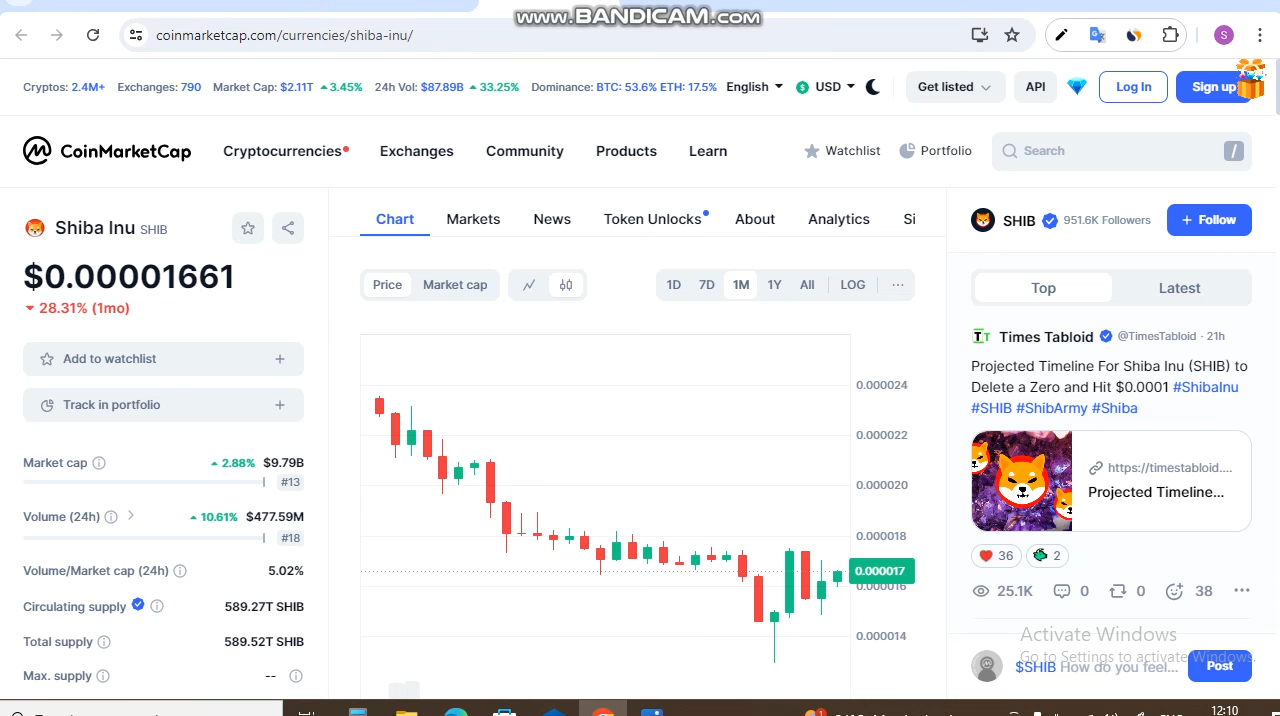 www.BANDICAM.com
coinmarketcap.com/currencies/shiba-inu/
S
Cryptos: 2.4M+ Exchanges: 790 Market Cap: $2.11T 3.45% 24h Vol: $87.89B 33.25% Dominance: BTC: 53.6% ETH: 17.5% English USD Get listed API Log In Sign up
CoinMarketCap Cryptocurrencies Exchanges Community Products Learn Watchlist Portfolio Search /
Shiba Inu SHIB
$0.00001661
28.31% (1mo)
Add to watchlist +
Track in portfolio +
Market cap 2.88% $9.79B
#13
Volume (24h) 10.61% $477.59M
#18
Volume/Market cap (24h) 5.02%
Circulating supply 589.27T SHIB
Total supply 589.52T SHIB
Max. supply --
Chart Markets News Token Unlocks About Analytics Si
Price Market cap 1D 7D 1M 1Y All LOG ...
0.000024
0.000022
0.000020
0.000018
0.000017
0.000016
0.000014
SHIB 951.6K Followers + Follow
Top Latest
Times Tabloid @TimesTabloid · 21h
Projected Timeline For Shiba Inu (SHIB) to
Delete a Zero and Hit $0.0001 #ShibaInu
#SHIB #ShibArmy #Shiba
https://timestabloid....
Projected Timeline...
36 2
25.1K 0 0 38 ...
Activate Windows
Go to Settings to activate Windows.
$SHIB How do you feel... Post
12:10